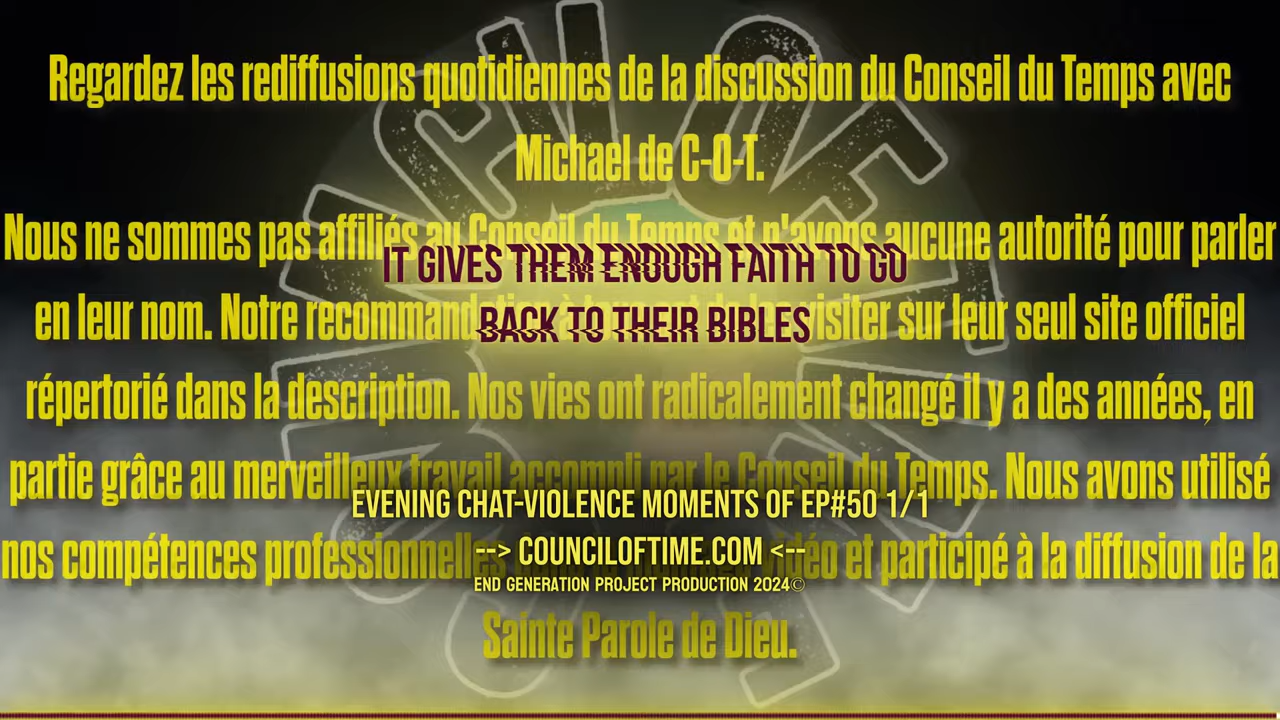 Regardez les rediffusions quotidiennes de la discussion du Conseil du Temps avec
Michael de C-O-T.
Nous ne sommes pas affiliés au Conseil du Temps et n'avons aucune autorité pour parler
IT GIVES THEM ENOUGH FAITH TO GO
en leur nom. Notre recommandation à tous est de les visiter sur leur seul site officiel
BACK TO THEIR BIBLES
répertorié dans la description. Nos vies ont radicalement changé il y a des années, en
partie grâce au merveilleux travail accompli par le Conseil du Temps. Nous avons utilisé
EVENING CHAT-VIOLENCE MOMENTS OF EP#50 1/1
--> COUNCILOFTIME.COM <--
nos compétences professionnelles vidéo et participé à la diffusion de la
END GENERATION PROJECT PRODUCTION 2024©
Sainte Parole de Dieu.